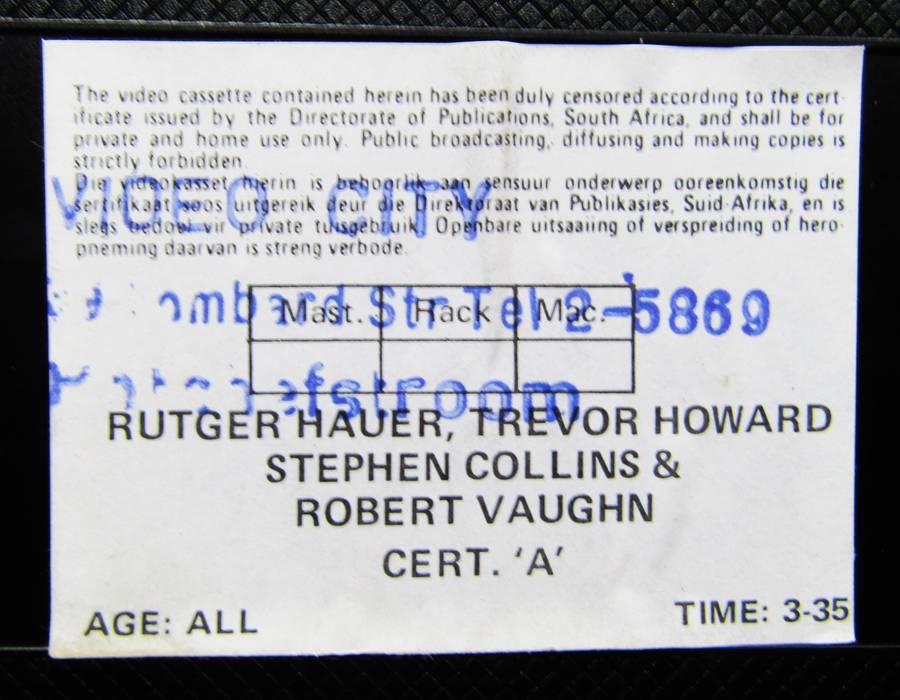 The video cassette contained herein has been duly censored according to the cert-
ificate issued by the Directorate of Publications, South Africa, and shall be for
private and home use only. Public broadcasting, diffusing and making copies is
strictly forbidden.
Die videokasset hierin is behoorlik aan sensuur onderwerp ooreenkomstig die
sertifikaat soos uitgereik deur die Direktoraat van Publikasies, Suid-Afrika, en is
slegs bedoel vir private tuisgebruik. Openbare uitsaaiing of verspreiding of hero-
pneming daarvan is streng verbode.
VIDEO CITY
Str Tel 2-5869
Mast. Rack Mac.
RUTGER HAUER, TREVOR HOWARD
STEPHEN COLLINS &
ROBERT VAUGHN
CERT. 'A'
AGE: ALL
TIME: 3-35